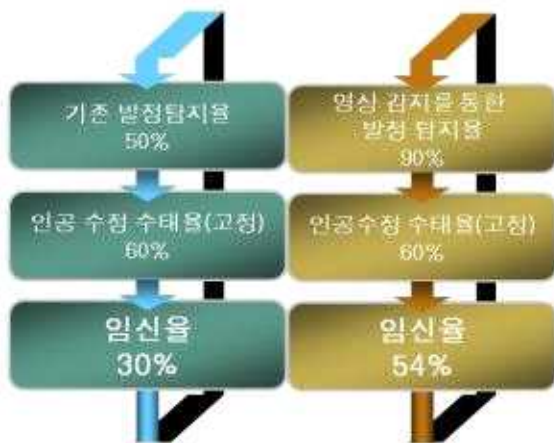 기존 발정탐지율
50%
인공 수정 수태율(고정)
60%
임신율
30%
영상 감지를 통한
발정 탐지율
90%
인공수정 수태율(고정)
60%
임신율
54%